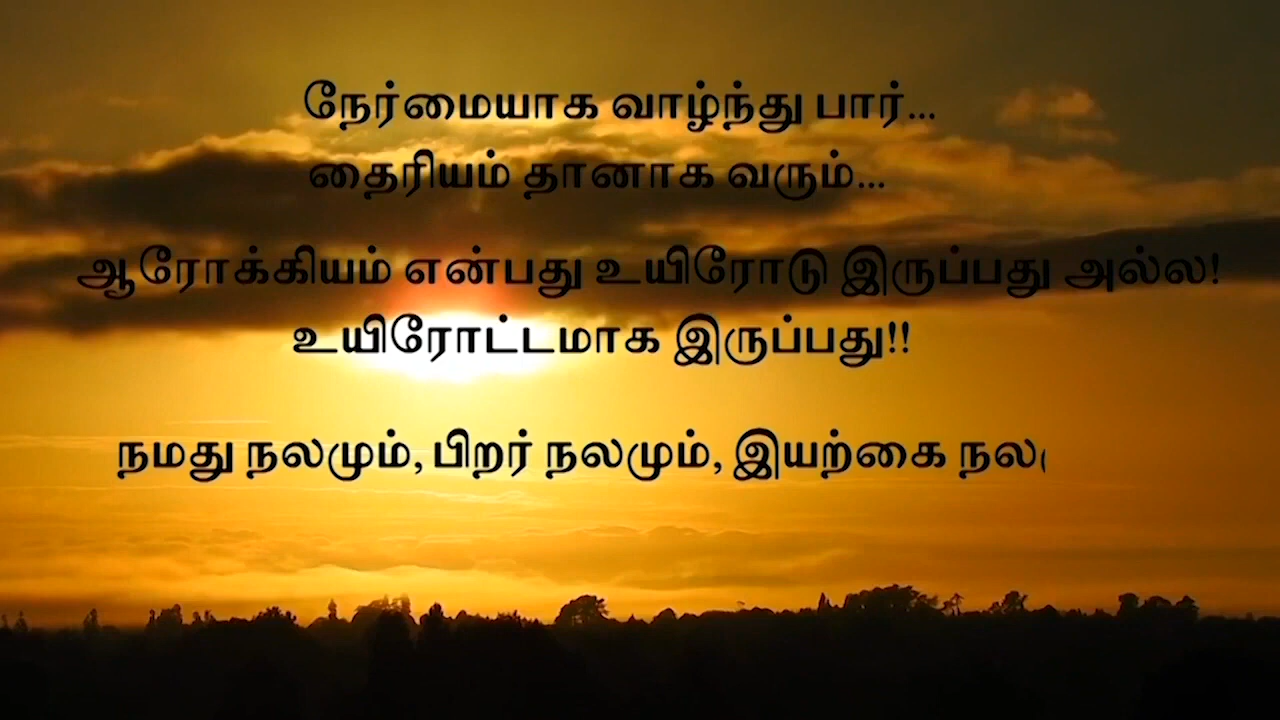 நேர்மையாக வாழ்ந்து பார்...
தைரியம் தானாக வரும்...
ஆரோக்கியம் என்பது உயிரோடு இருப்பது அல்ல!
உயிரோட்டமாக இருப்பது!!
நமது நலமும், பிறர் நலமும், இயற்கை